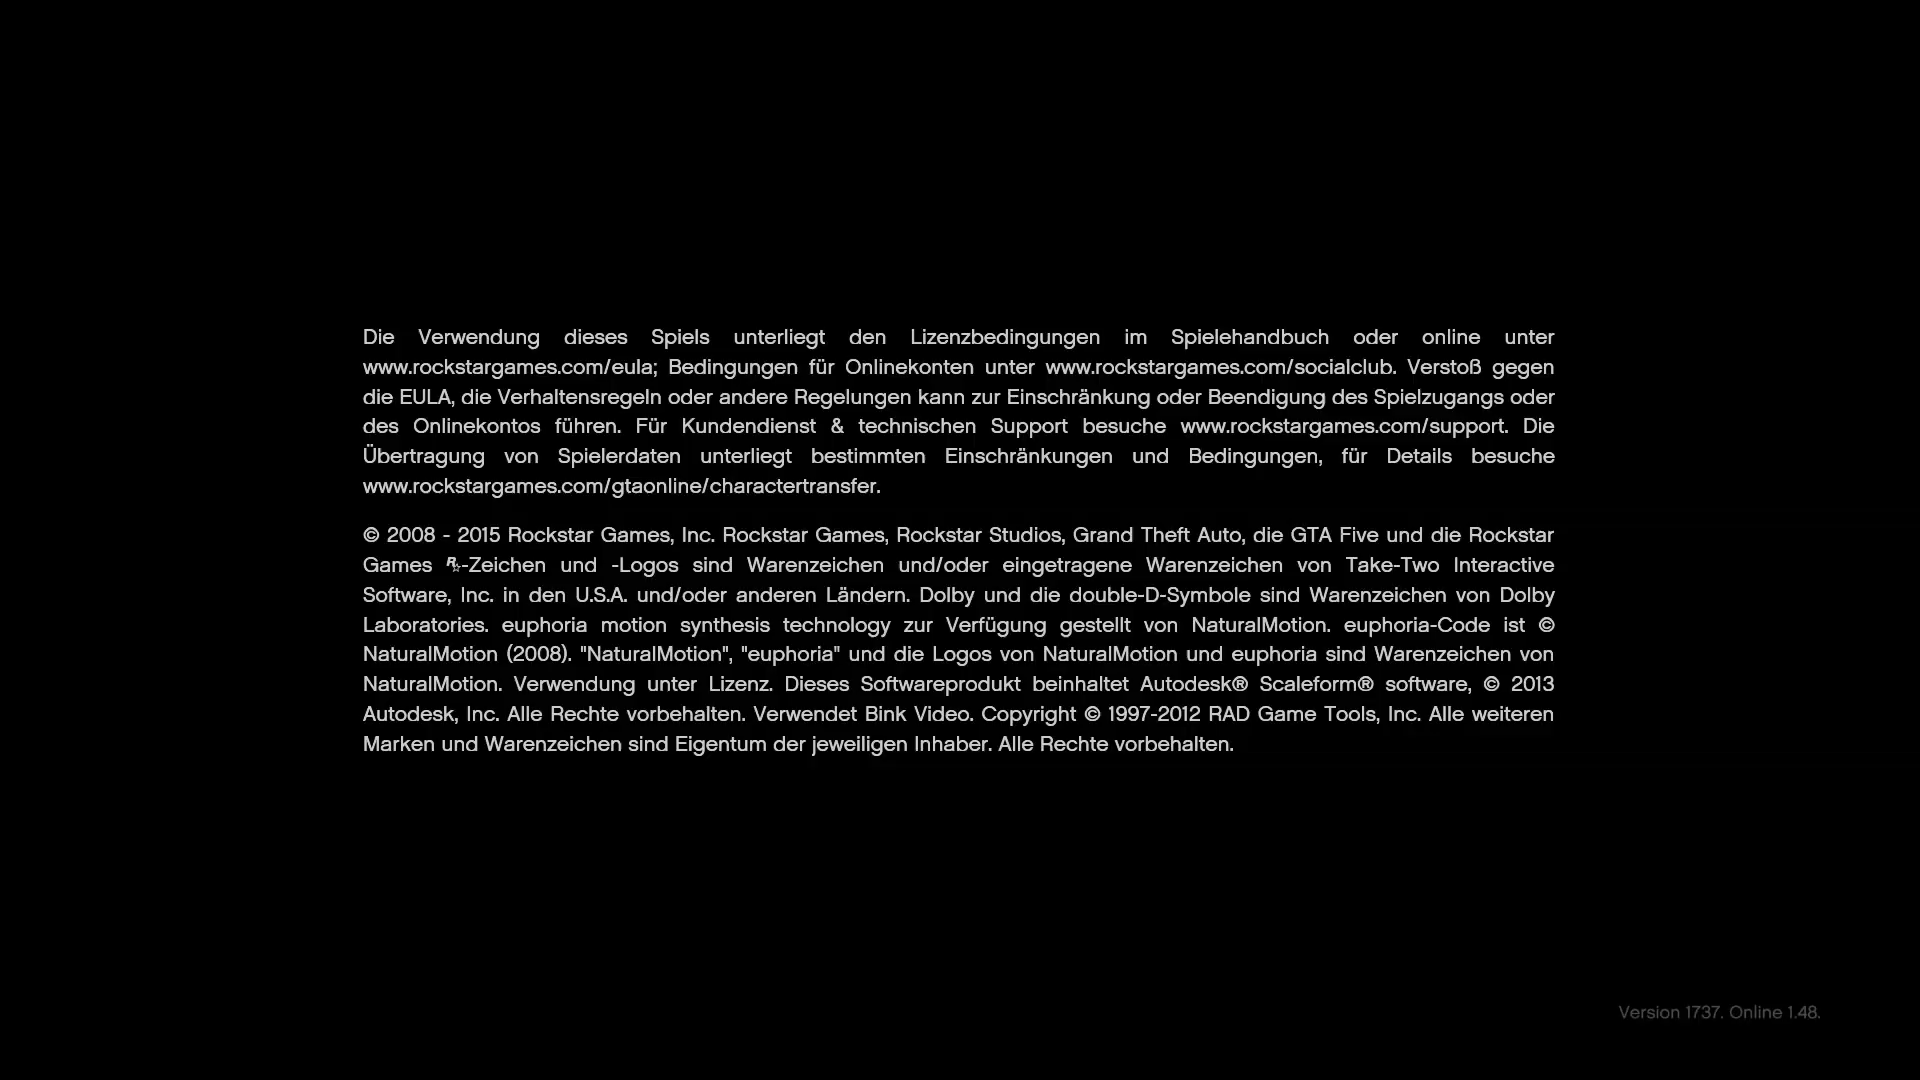 Die Verwendung dieses Spiels unterliegt den Lizenzbedingungen im Spielehandbuch oder online unter
www.rockstargames.com/eula; Bedingungen für Onlinekonten unter www.rockstargames.com/socialclub. Verstoß gegen
die EULA, die Verhaltensregeln oder andere Regelungen kann zur Einschränkung oder Beendigung des Spielzugangs oder
des Onlinekontos führen. Für Kundendienst & technischen Support besuche www.rockstargames.com/support. Die
Übertragung von Spielerdaten unterliegt bestimmten Einschränkungen und Bedingungen, für Details besuche
www.rockstargames.com/gtaonline/charactertransfer.
© 2008 - 2015 Rockstar Games, Inc. Rockstar Games, Rockstar Studios, Grand Theft Auto, die GTA Five und die Rockstar
Games R☆-Zeichen und -Logos sind Warenzeichen und/oder eingetragene Warenzeichen von Take-Two Interactive
Software, Inc. in den U.S.A. und/oder anderen Ländern. Dolby und die double-D-Symbole sind Warenzeichen von Dolby
Laboratories. euphoria motion synthesis technology zur Verfügung gestellt von NaturalMotion. euphoria-Code ist ©
NaturalMotion (2008). "NaturalMotion", "euphoria" und die Logos von NaturalMotion und euphoria sind Warenzeichen von
NaturalMotion. Verwendung unter Lizenz. Dieses Softwareprodukt beinhaltet Autodesk® Scaleform® software, © 2013
Autodesk, Inc. Alle Rechte vorbehalten. Verwendet Bink Video. Copyright © 1997-2012 RAD Game Tools, Inc. Alle weiteren
Marken und Warenzeichen sind Eigentum der jeweiligen Inhaber. Alle Rechte vorbehalten.
Version 1737. Online 1.48.